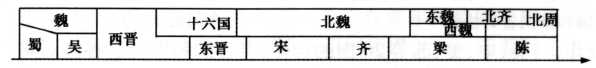 魏 十六国 北魏 东魏 北齐 北周
西晋 西魏
蜀 吴 东晋 宋 齐 梁 陈